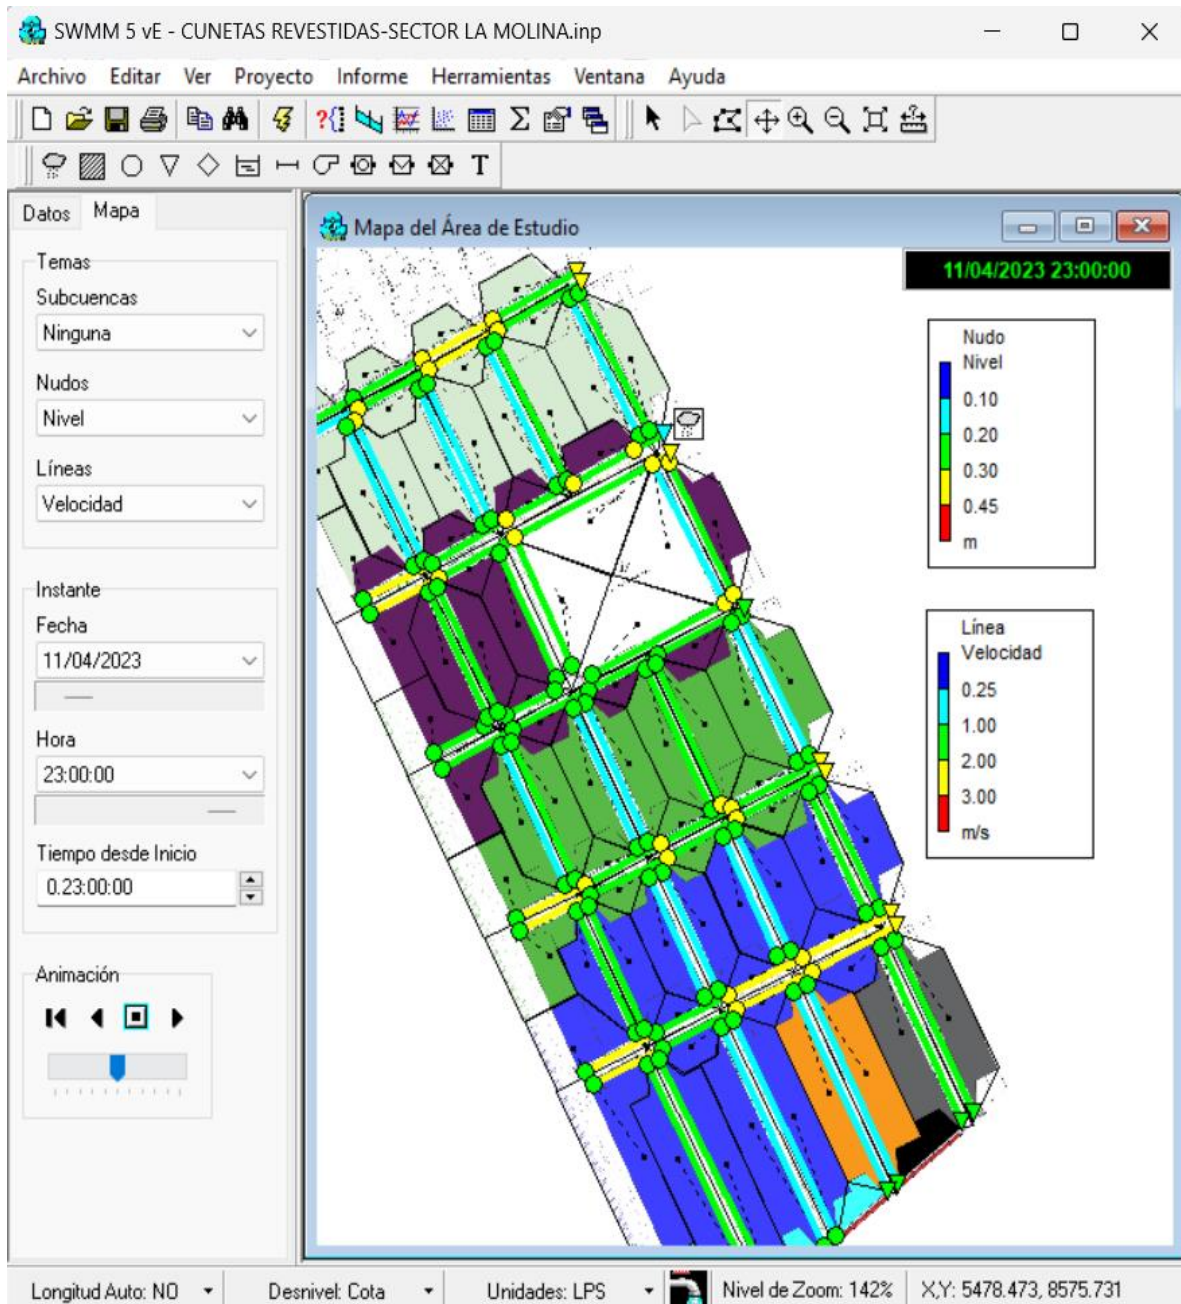 SWMM 5 vE - CUNETAS REVESTIDAS-SECTOR LA MOLINA.inp
Archivo Editar Ver Proyecto Informe Herramientas Ventana Ayuda
T
Datos Mapa
Temas
Subcuencas
Ninguna
Nudos
Nivel
Líneas
Velocidad
Instante
Fecha
11/04/2023
Hora
23:00:00
Tiempo desde Inicio
0.23:00:00
Animación
Mapa del Área de Estudio
11/04/2023 23:00:00
Nudo
Nivel
0.10
0.20
0.30
0.45
m
Línea
Velocidad
0.25
1.00
2.00
3.00
m/s
Longitud Auto: NO Desnivel: Cota Unidades: LPS Nivel de Zoom: 142% X,Y: 5478.473, 8575.731